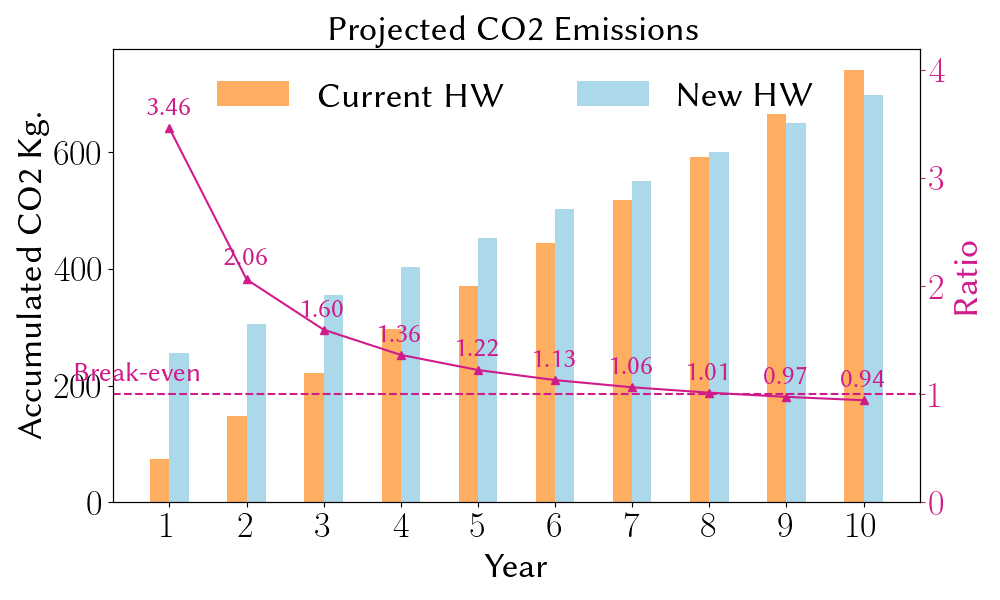 Projected CO2 Emissions
Current HW
New HW
Accumulated CO2 Kg.
600
400
200
0
4
3
2
1
0
Ratio
3.46
2.06
1.60
1.36
1.22
1.13
1.06
1.01
0.97
0.94
Break-even
1 2 3 4 5 6 7 8 9 10
Year